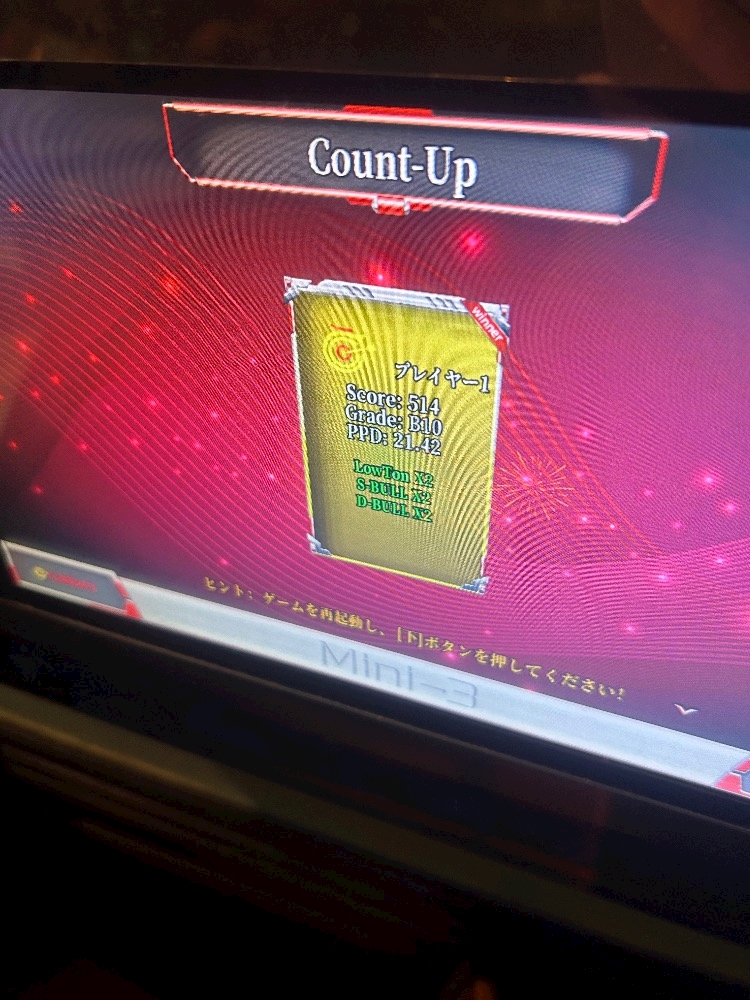 Count-Up
winner
プレイヤー1
Score: 514
Grade: B10
PPD: 21.42
LowTon X2
S-BULL X2
D-BULL X2
ヒント: ゲームを再起動し、[下]ボタンを押してください!
Mini-3